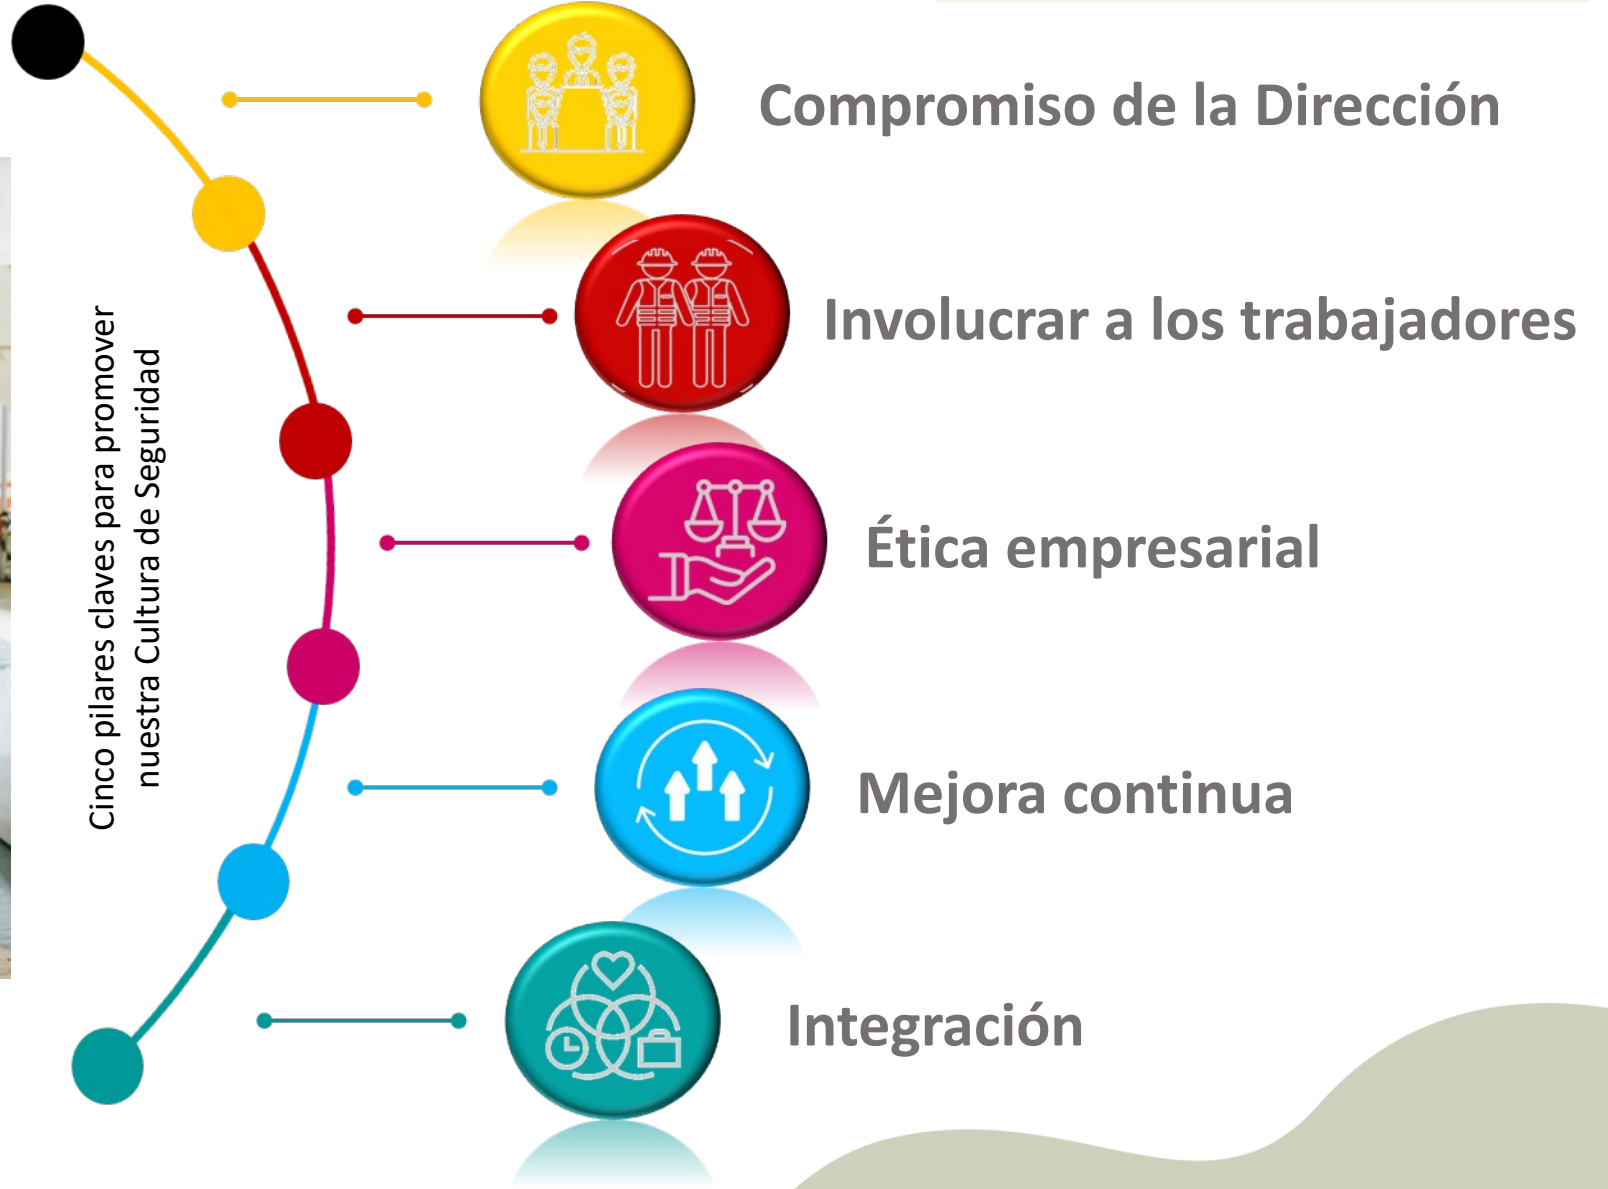 Cinco pilares claves para promover
nuestra Cultura de Seguridad
Compromiso de la Dirección
Involucrar a los trabajadores
Ética empresarial
Mejora continua
Integración